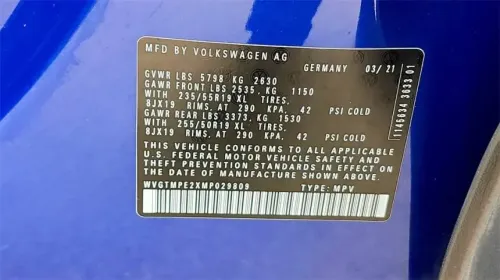 MFD BY VOLKSWAGEN AG
GERMANY 03/21
GVWR LBS 5798 KG 2630
GAWR FRONT LBS 2535, KG 1150
WITH 235/55R19 XL TIRES,
8JX19 RIMS, AT 290 KPA, 42 PSI COLD
GAWR REAR LBS 3373, KG 1530
WITH 255/50R19 XL TIRES,
8JX19 RIMS, AT 290 KPA, 42 PSI COLD
THIS VEHICLE CONFORMS TO ALL APPLICABLE
U.S. FEDERAL MOTOR VEHICLE SAFETY AND
THEFT PREVENTION STANDARDS IN EFFECT ON
THE DATE OF MANUFACTURE SHOWN ABOVE.
WVGTMPE2XMP029809 TYPE: MPV
1145634 3633 01